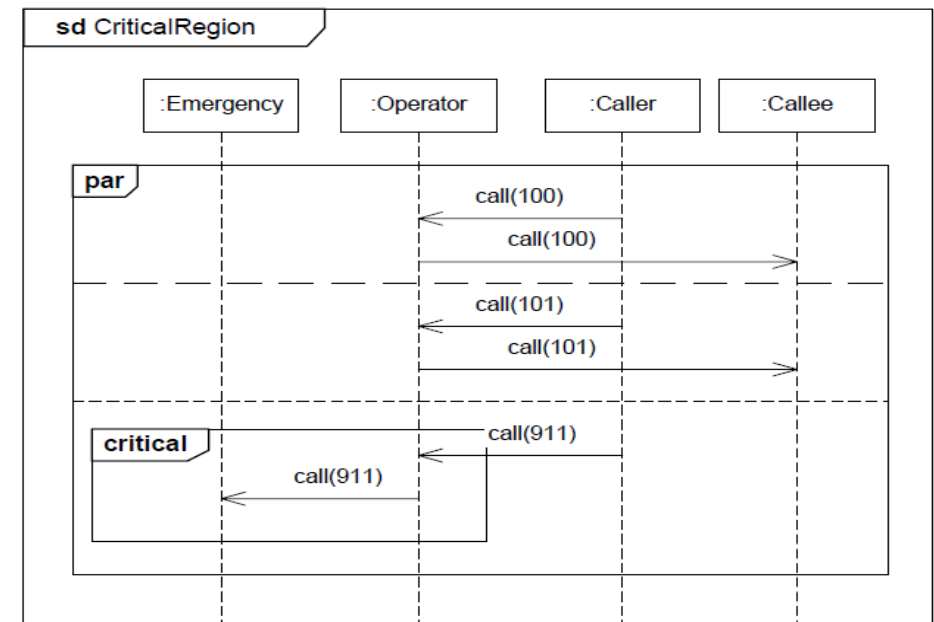 sd CriticalRegion
:Emergency :Operator :Caller :Callee
par
call(100)
call(100)
call(101)
call(101)
call(911)
critical
call(911)